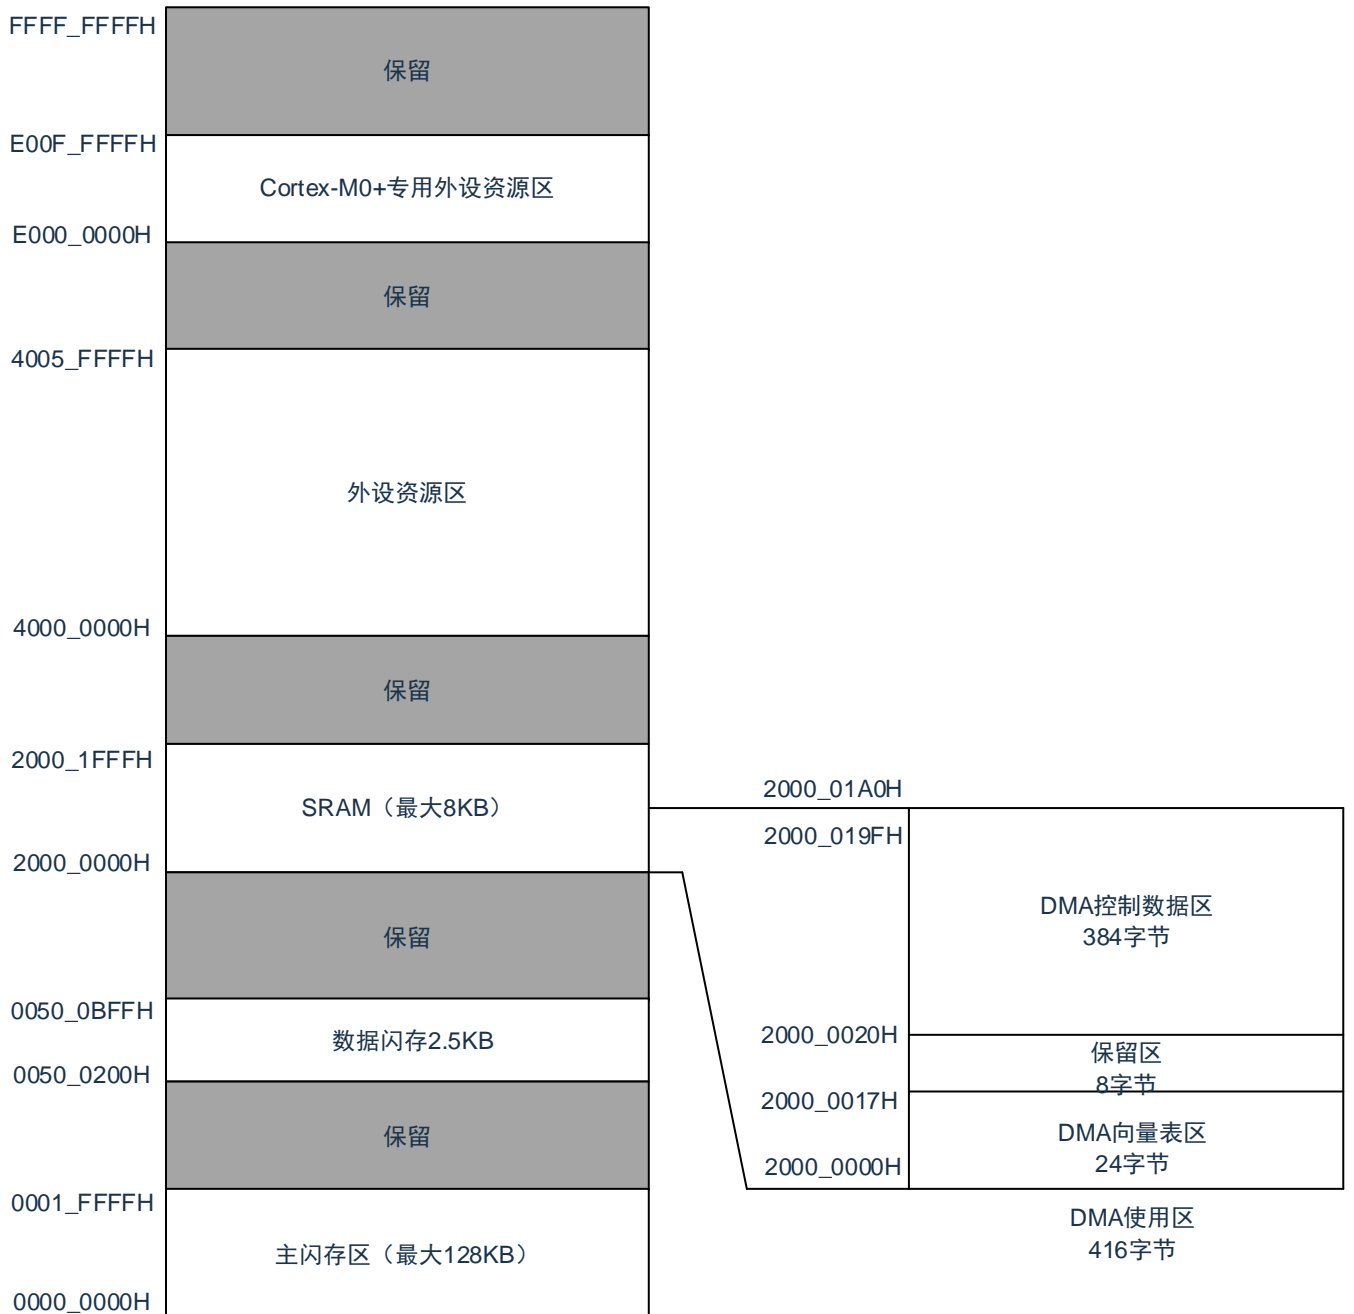 FFFF_FFFFH
保留
E00F_FFFFH
Cortex-M0+专用外设资源区
E000_0000H
保留
4005_FFFFH
外设资源区
4000_0000H
保留
2000_1FFFH
SRAM（最大8KB）
2000_0000H
保留
0050_0BFFH
数据闪存2.5KB
0050_0200H
保留
0001_FFFFH
主闪存区（最大128KB）
0000_0000H
2000_01A0H
2000_019FH
DMA控制数据区
384字节
2000_0020H
保留区
8字节
2000_0017H
DMA向量表区
24字节
2000_0000H
DMA使用区
416字节